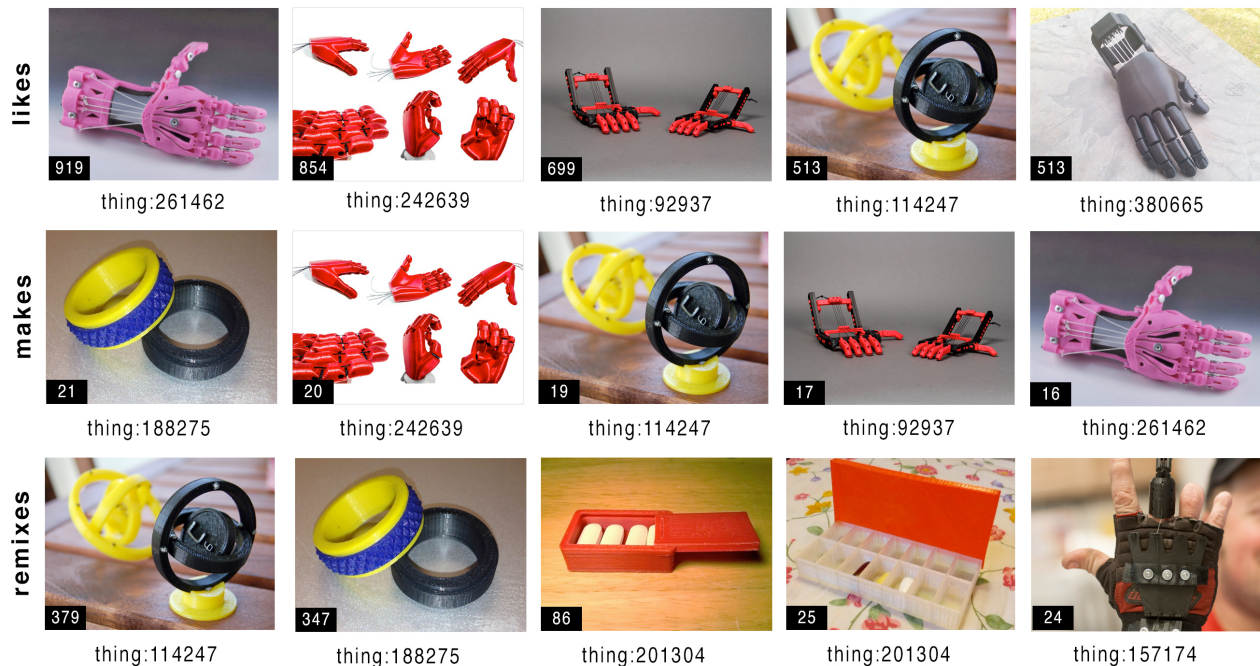 likes
919
854
699
513
513
thing:261462
thing:242639
thing:92937
thing:114247
thing:380665
makes
21
20
19
17
16
thing:188275
thing:242639
thing:114247
thing:92937
thing:261462
remixes
379
347
86
25
24
thing:114247
thing:188275
thing:201304
thing:201304
thing:157174